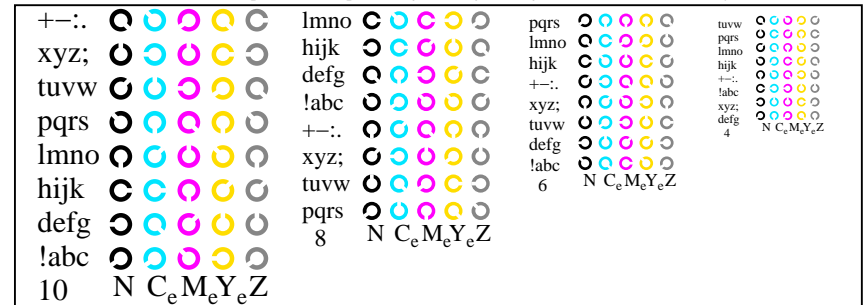 +−:.
xyz;
tuvw
pqrs
lmno
hijk
defg
!abc
10 N CeMeYeZ
lmno
hijk
defg
!abc
+−:.
xyz;
tuvw
pqrs
8 N CeMeYeZ
pqrs
lmno
hijk
+−:.
xyz;
tuvw
defg
!abc
6 N CeMeYeZ
tuvw
pqrs
lmno
hijk
+−:.
!abc
xyz;
defg
4 N CeMeYeZ